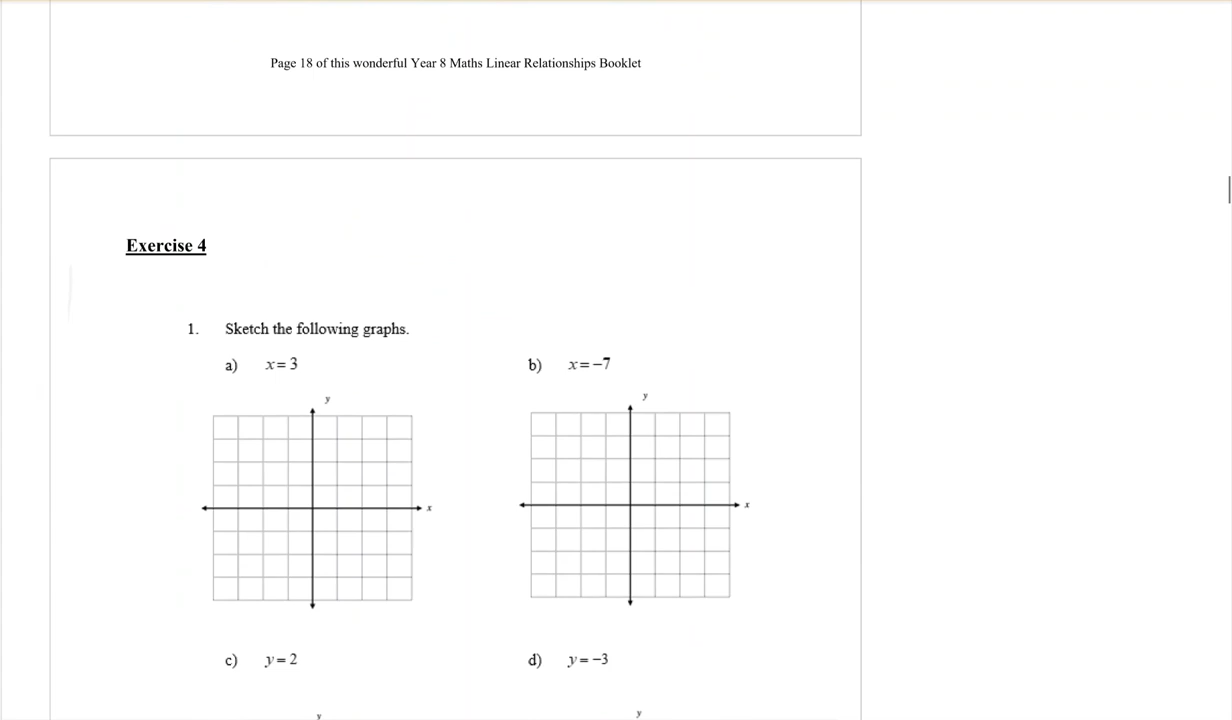 Page 18 of this wonderful Year 8 Maths Linear Relationships Booklet
Exercise 4
1. Sketch the following graphs.
a) x = 3
b) x = −7
y
y
x
x
c) y = 2
d) y = −3
y
y